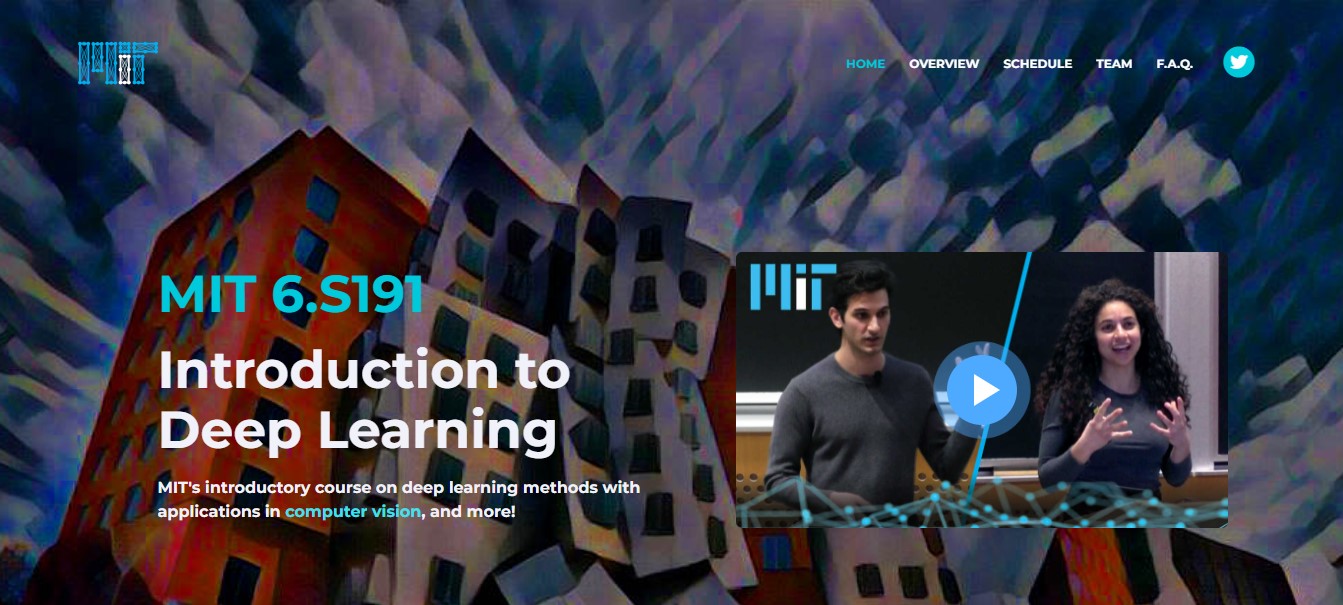 MIT
HOME OVERVIEW SCHEDULE TEAM F.A.Q.
MIT 6.S191
Introduction to
Deep Learning
MIT's introductory course on deep learning methods with
applications in computer vision, and more!
MIT